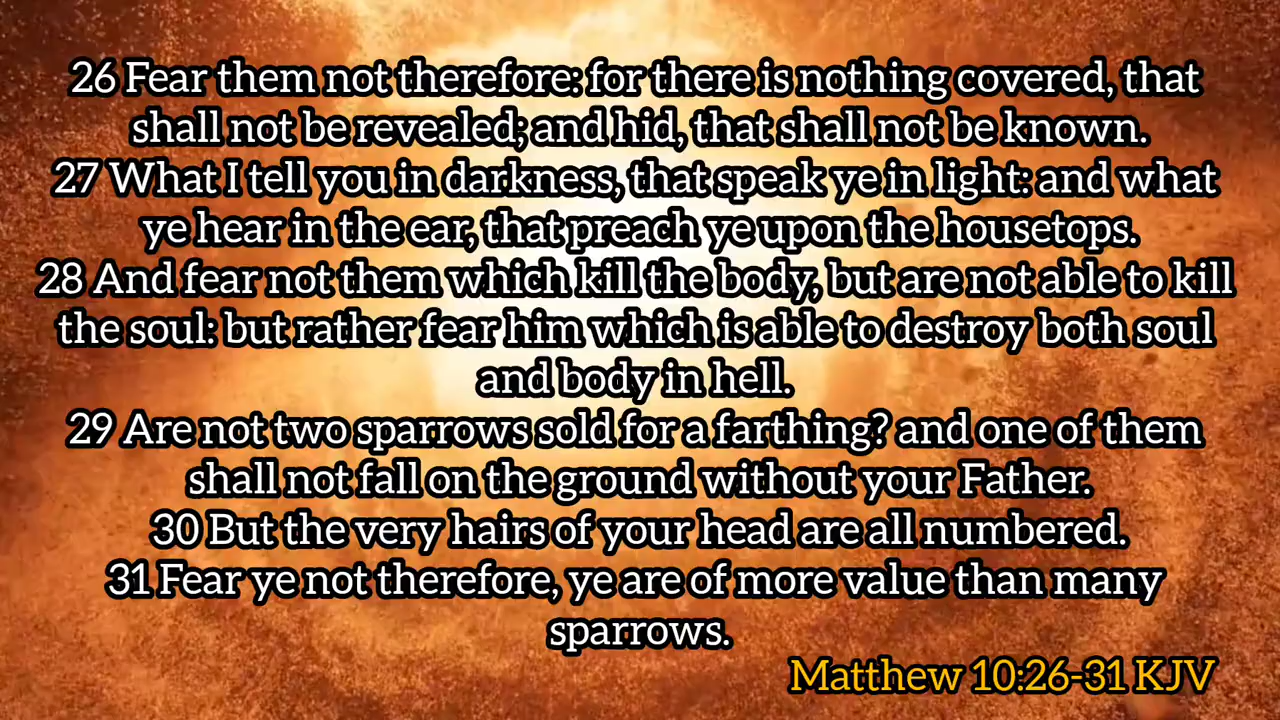 26 Fear them not therefore: for there is nothing covered, that
shall not be revealed; and hid, that shall not be known.
27 What I tell you in darkness, that speak ye in light: and what
ye hear in the ear, that preach ye upon the housetops.
28 And fear not them which kill the body, but are not able to kill
the soul: but rather fear him which is able to destroy both soul
and body in hell.
29 Are not two sparrows sold for a farthing? and one of them
shall not fall on the ground without your Father.
30 But the very hairs of your head are all numbered.
31 Fear ye not therefore, ye are of more value than many
sparrows.
Matthew 10:26-31 KJV